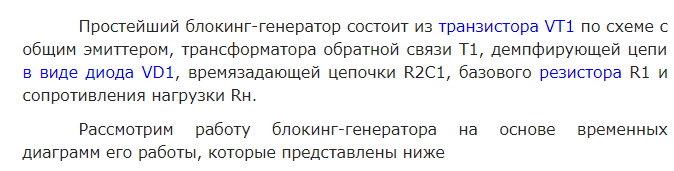 Простейший блокинг-генератор состоит из транзистора VT1 по схеме с
общим эмиттером, трансформатора обратной связи T1, демпфирующей цепи
в виде диода VD1, времязадающей цепочки R2C1, базового резистора R1 и
сопротивления нагрузки Rн.
Рассмотрим работу блокинг-генератора на основе временных
диаграмм его работы, которые представлены ниже